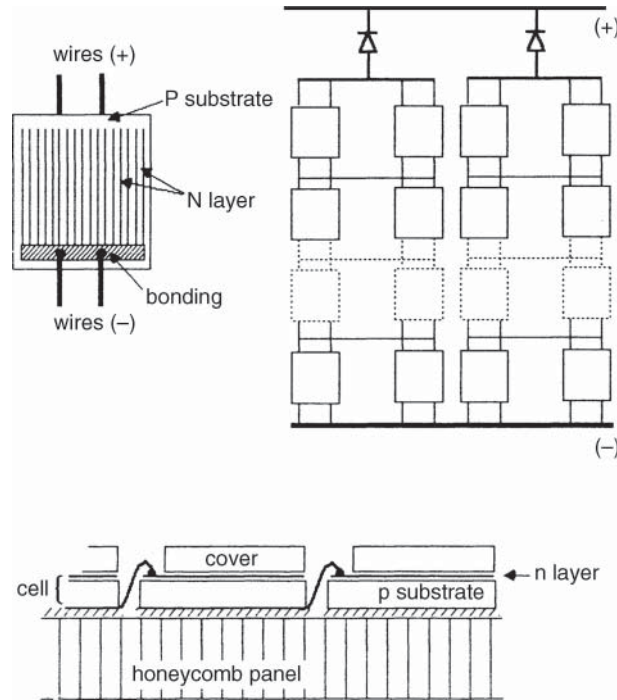 wires (+)
P substrate
N layer
bonding
wires (–)
(+)
(–)
cover
cell
n layer
p substrate
honeycomb panel